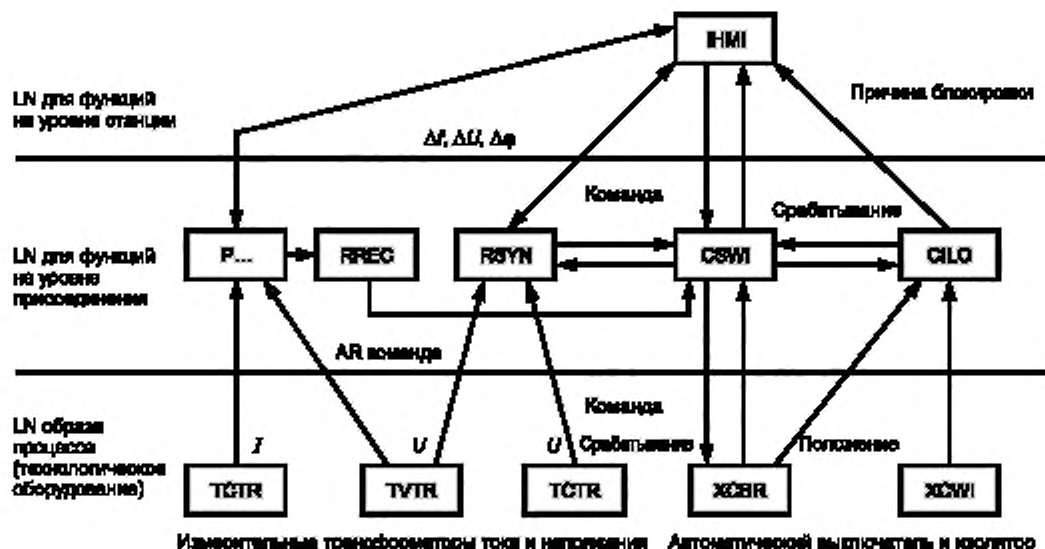 IHMI
LN для функций
на уровне станции
Причина блокировки
Δf, ΔU, Δφ
Команда
Срабатывание
LN для функций
на уровне
присоединения
P...
RREC
RSYN
CSWI
CILO
AR команда
Команда
LN образа
процесса
(технологическое
оборудование)
I
U
U
Срабатывание
Положение
TCTR
TVTR
TCTR
XCBR
XCWI
Измерительные трансформаторы тока и напряжения
Автоматический выключатель и изолятор